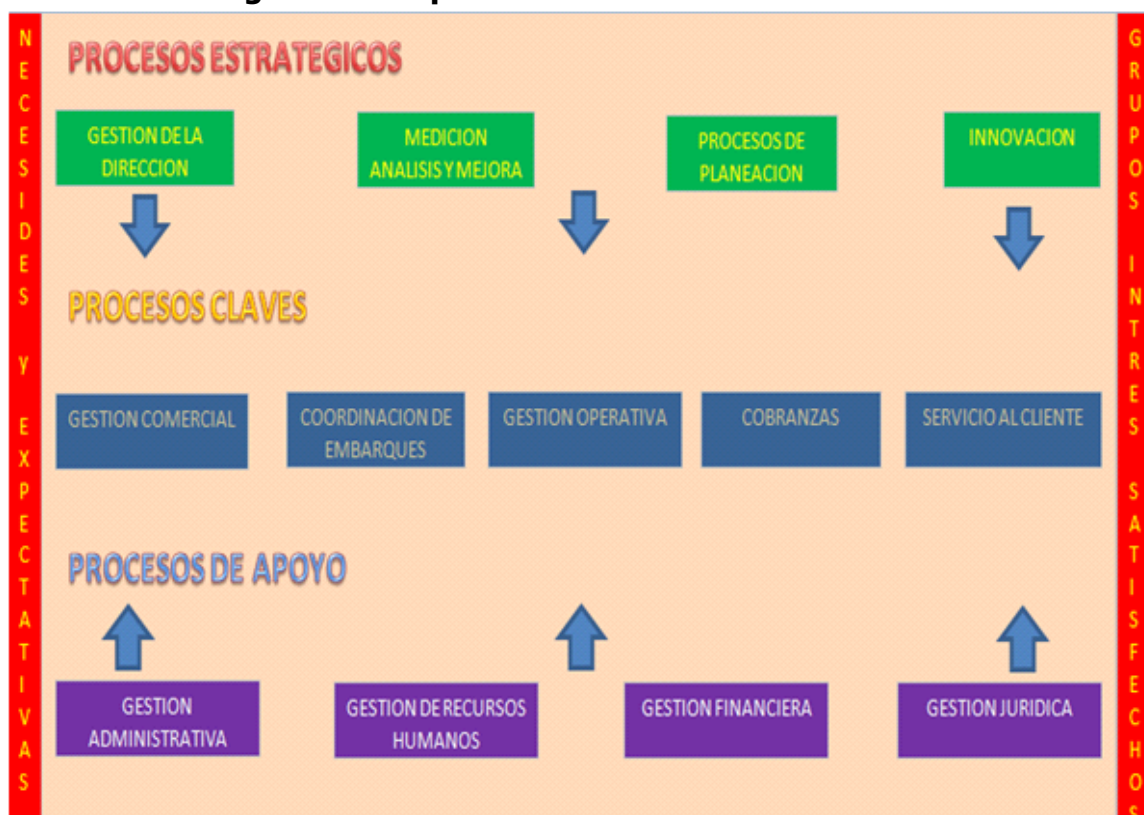 NECESIDES y EXPECTATIVAS
PROCESOS ESTRATEGICOS
GESTION DE LA
DIRECCION
MEDICION
ANALISIS Y MEJORA
PROCESOS DE
PLANEACION
INNOVACION
PROCESOS CLAVES
GESTION COMERCIAL
COORDINACION DE
EMBARQUES
GESTION OPERATIVA
COBRANZAS
SERVICIO AL CLIENTE
PROCESOS DE APOYO
GESTION
ADMINISTRATIVA
GESTION DE RECURSOS
HUMANOS
GESTION FINANCIERA
GESTION JURIDICA
GRUPOS INTRES SATISFECHOS